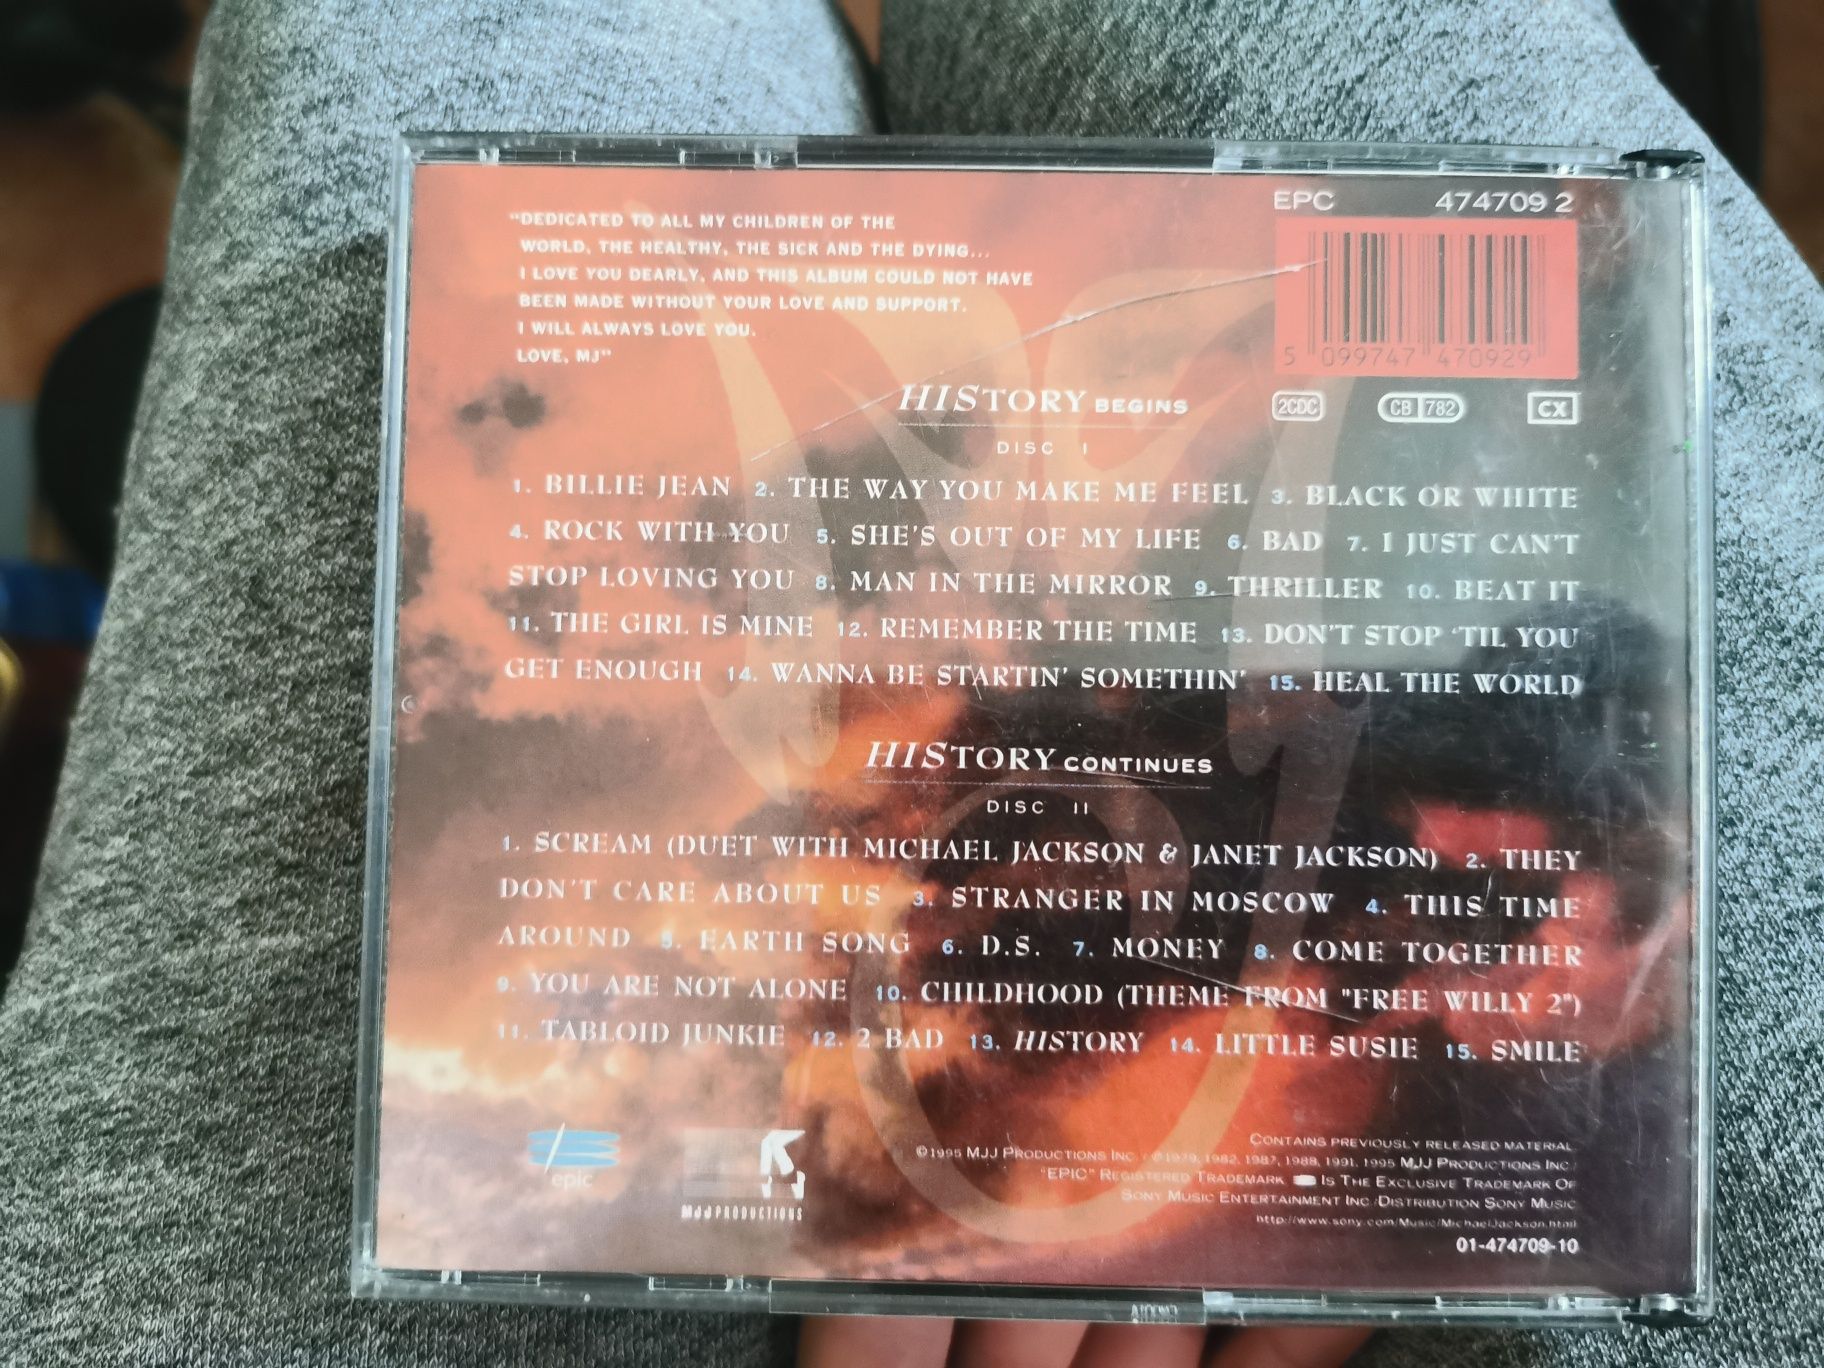 "DEDICATED TO ALL MY CHILDREN OF THE
WORLD, THE HEALTHY, THE SICK AND THE DYING...
I LOVE YOU DEARLY, AND THIS ALBUM COULD NOT HAVE
BEEN MADE WITHOUT YOUR LOVE AND SUPPORT.
I WILL ALWAYS LOVE YOU.
LOVE, MJ"
EPC 474709 2
5 099747 470929
2CDC CB 782 CX
HISTORY BEGINS
DISC I
1. BILLIE JEAN 2. THE WAY YOU MAKE ME FEEL 3. BLACK OR WHITE
4. ROCK WITH YOU 5. SHE'S OUT OF MY LIFE 6. BAD 7. I JUST CAN'T
STOP LOVING YOU 8. MAN IN THE MIRROR 9. THRILLER 10. BEAT IT
11. THE GIRL IS MINE 12. REMEMBER THE TIME 13. DON'T STOP 'TIL YOU
GET ENOUGH 14. WANNA BE STARTIN' SOMETHIN' 15. HEAL THE WORLD
HISTORY CONTINUES
DISC II
1. SCREAM (DUET WITH MICHAEL JACKSON & JANET JACKSON) 2. THEY
DON'T CARE ABOUT US 3. STRANGER IN MOSCOW 4. THIS TIME
AROUND 5. EARTH SONG 6. D.S. 7. MONEY 8. COME TOGETHER
9. YOU ARE NOT ALONE 10. CHILDHOOD (THEME FROM "FREE WILLY 2")
11. TABLOID JUNKIE 12. 2 BAD 13. HISTORY 14. LITTLE SUSIE 15. SMILE
epic
MJJ PRODUCTIONS
CONTAINS PREVIOUSLY RELEASED MATERIAL
©1995 MJJ PRODUCTIONS INC. / ℗1979, 1982, 1987, 1988, 1991, 1995 MJJ PRODUCTIONS INC./
"EPIC" REGISTERED TRADEMARK IS THE EXCLUSIVE TRADEMARK OF
SONY MUSIC ENTERTAINMENT INC./DISTRIBUTION SONY MUSIC
http://www.sony.com/Music/MichaelJackson.html
01-474709-10